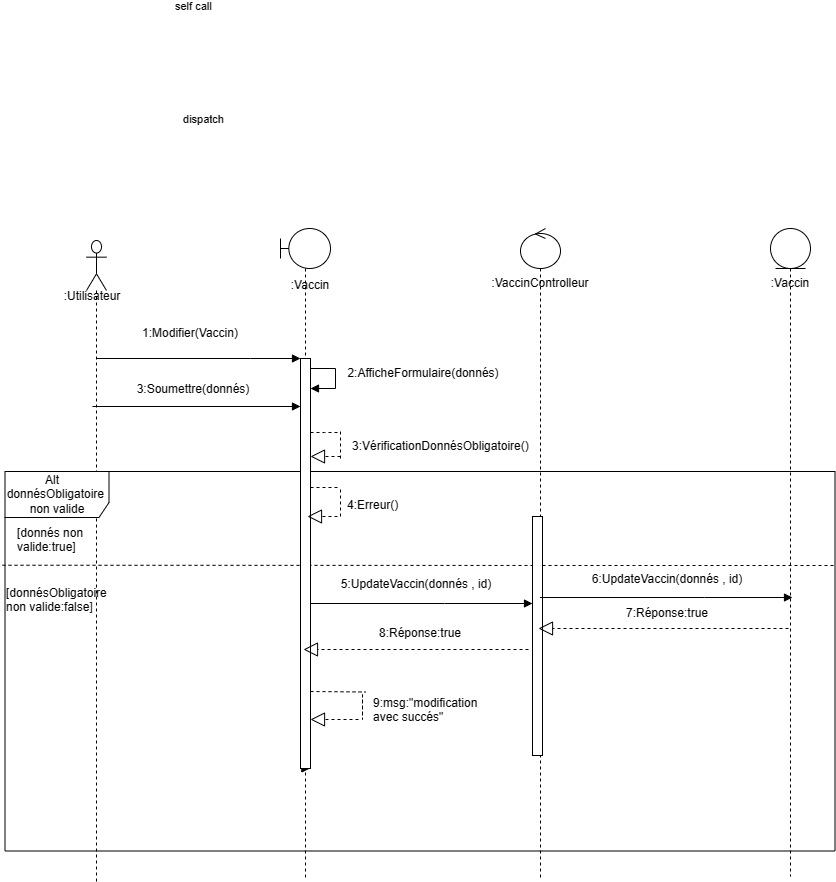 self call
dispatch
:Utilisateur
:Vaccin
:VaccinControlleur
:Vaccin
1:Modifier(Vaccin)
2:AfficheFormulaire(donnés)
3:Soumettre(donnés)
3:VérificationDonnésObligatoire()
Alt
donnésObligatoire
non valide
4:Erreur()
[donnés non
valide:true]
[donnésObligatoire
non valide:false]
5:UpdateVaccin(donnés , id)
6:UpdateVaccin(donnés , id)
7:Réponse:true
8:Réponse:true
9:msg:"modification
avec succés"